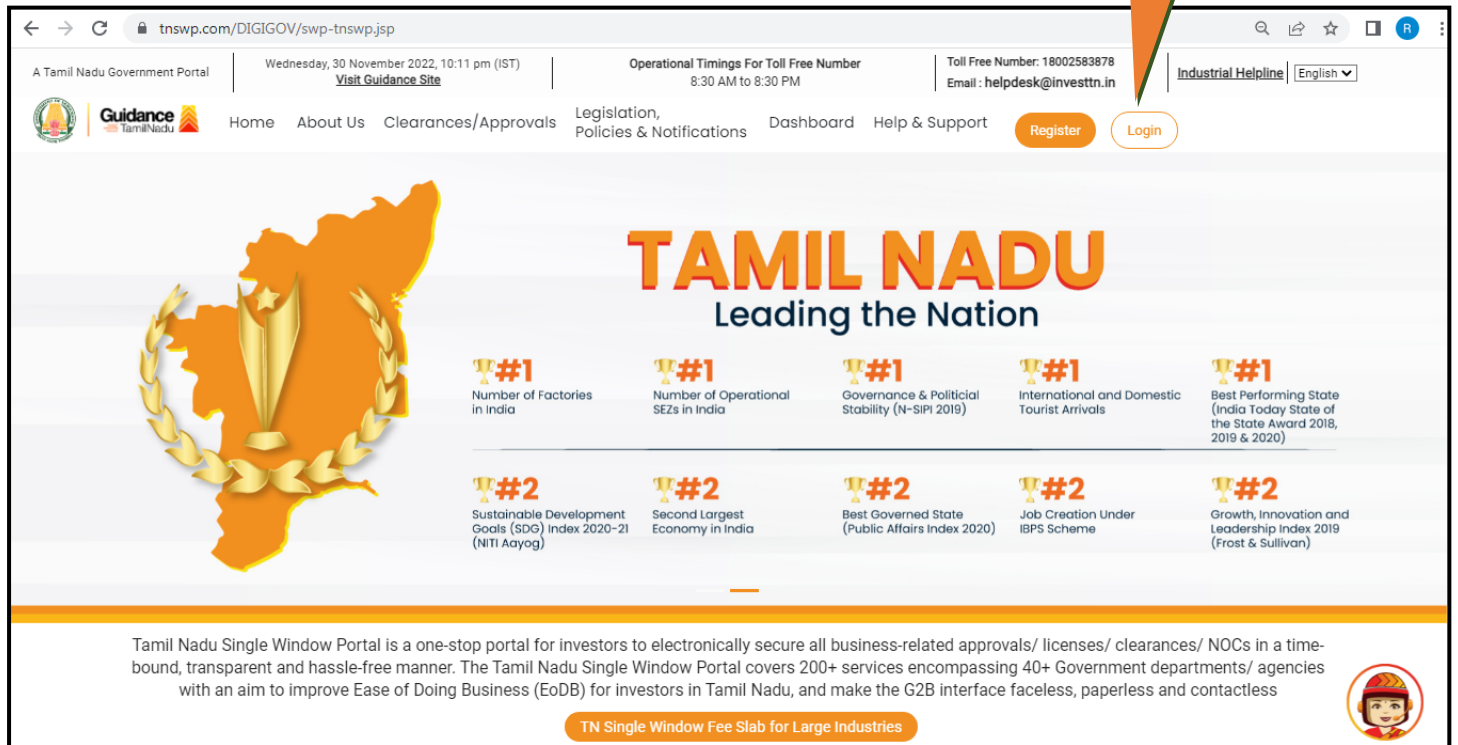 tnswp.com/DIGIGOV/swp-tnswp.jsp
R
A Tamil Nadu Government Portal
Wednesday, 30 November 2022, 10:11 pm (IST)
Visit Guidance Site
Operational Timings For Toll Free Number
8:30 AM to 8:30 PM
Toll Free Number: 18002583878
Email : helpdesk@investtn.in
Industrial Helpline
English
Guidance
TamilNadu
Home
About Us
Clearances/Approvals
Legislation,
Policies & Notifications
Dashboard
Help & Support
Register
Login
TAMIL NADU
Leading the Nation
#1
Number of Factories
in India
#1
Number of Operational
SEZs in India
#1
Governance & Politicial
Stability (N-SIPI 2019)
#1
International and Domestic
Tourist Arrivals
#1
Best Performing State
(India Today State of
the State Award 2018,
2019 & 2020)
#2
Sustainable Development
Goals (SDG) Index 2020-21
(NITI Aayog)
#2
Second Largest
Economy in India
#2
Best Governed State
(Public Affairs Index 2020)
#2
Job Creation Under
IBPS Scheme
#2
Growth, Innovation and
Leadership Index 2019
(Frost & Sullivan)
Tamil Nadu Single Window Portal is a one-stop portal for investors to electronically secure all business-related approvals/ licenses/ clearances/ NOCs in a time-
bound, transparent and hassle-free manner. The Tamil Nadu Single Window Portal covers 200+ services encompassing 40+ Government departments/ agencies
with an aim to improve Ease of Doing Business (EoDB) for investors in Tamil Nadu, and make the G2B interface faceless, paperless and contactless
TN Single Window Fee Slab for Large Industries